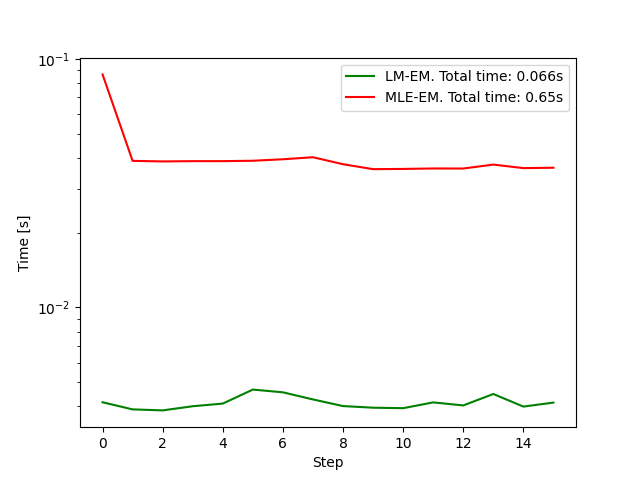 10⁻¹
LM-EM. Total time: 0.066s
MLE-EM. Total time: 0.65s
Time [s]
10⁻²
0 2 4 6 8 10 12 14
Step